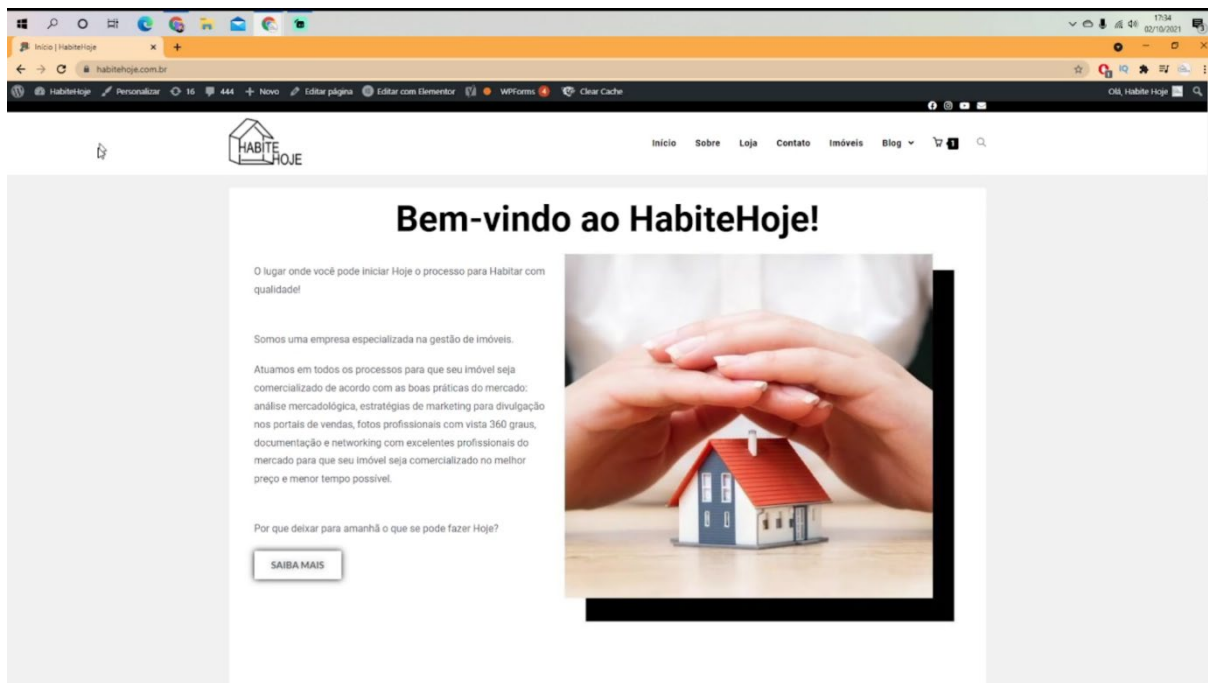 17:34
02/10/2021
Início | HabiteHoje
habitehoje.com.br
HabiteHoje Personalizar 16 444 Novo Editar página Editar com Elementor WPForms 4 Clear Cache Olá, Habite Hoje
HABITE
HOJE
Início Sobre Loja Contato Imóveis Blog 1
Bem-vindo ao HabiteHoje!
O lugar onde você pode iniciar Hoje o processo para Habitar com
qualidade!
Somos uma empresa especializada na gestão de imóveis.
Atuamos em todos os processos para que seu imóvel seja
comercializado de acordo com as boas práticas do mercado:
análise mercadológica, estratégias de marketing para divulgação
nos portais de vendas, fotos profissionais com vista 360 graus,
documentação e networking com excelentes profissionais do
mercado para que seu imóvel seja comercializado no melhor
preço e menor tempo possível.
Por que deixar para amanhã o que se pode fazer Hoje?
SAIBA MAIS